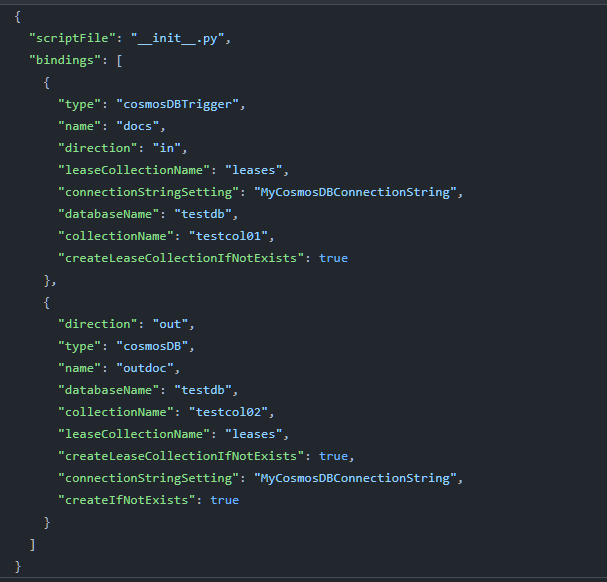 {
  "scriptFile": "__init__.py",
  "bindings": [
    {
      "type": "cosmosDBTrigger",
      "name": "docs",
      "direction": "in",
      "leaseCollectionName": "leases",
      "connectionStringSetting": "MyCosmosDBConnectionString",
      "databaseName": "testdb",
      "collectionName": "testcol01",
      "createLeaseCollectionIfNotExists": true
    },
    {
      "direction": "out",
      "type": "cosmosDB",
      "name": "outdoc",
      "databaseName": "testdb",
      "collectionName": "testcol02",
      "leaseCollectionName": "leases",
      "createLeaseCollectionIfNotExists": true,
      "connectionStringSetting": "MyCosmosDBConnectionString",
      "createIfNotExists": true
    }
  ]
}